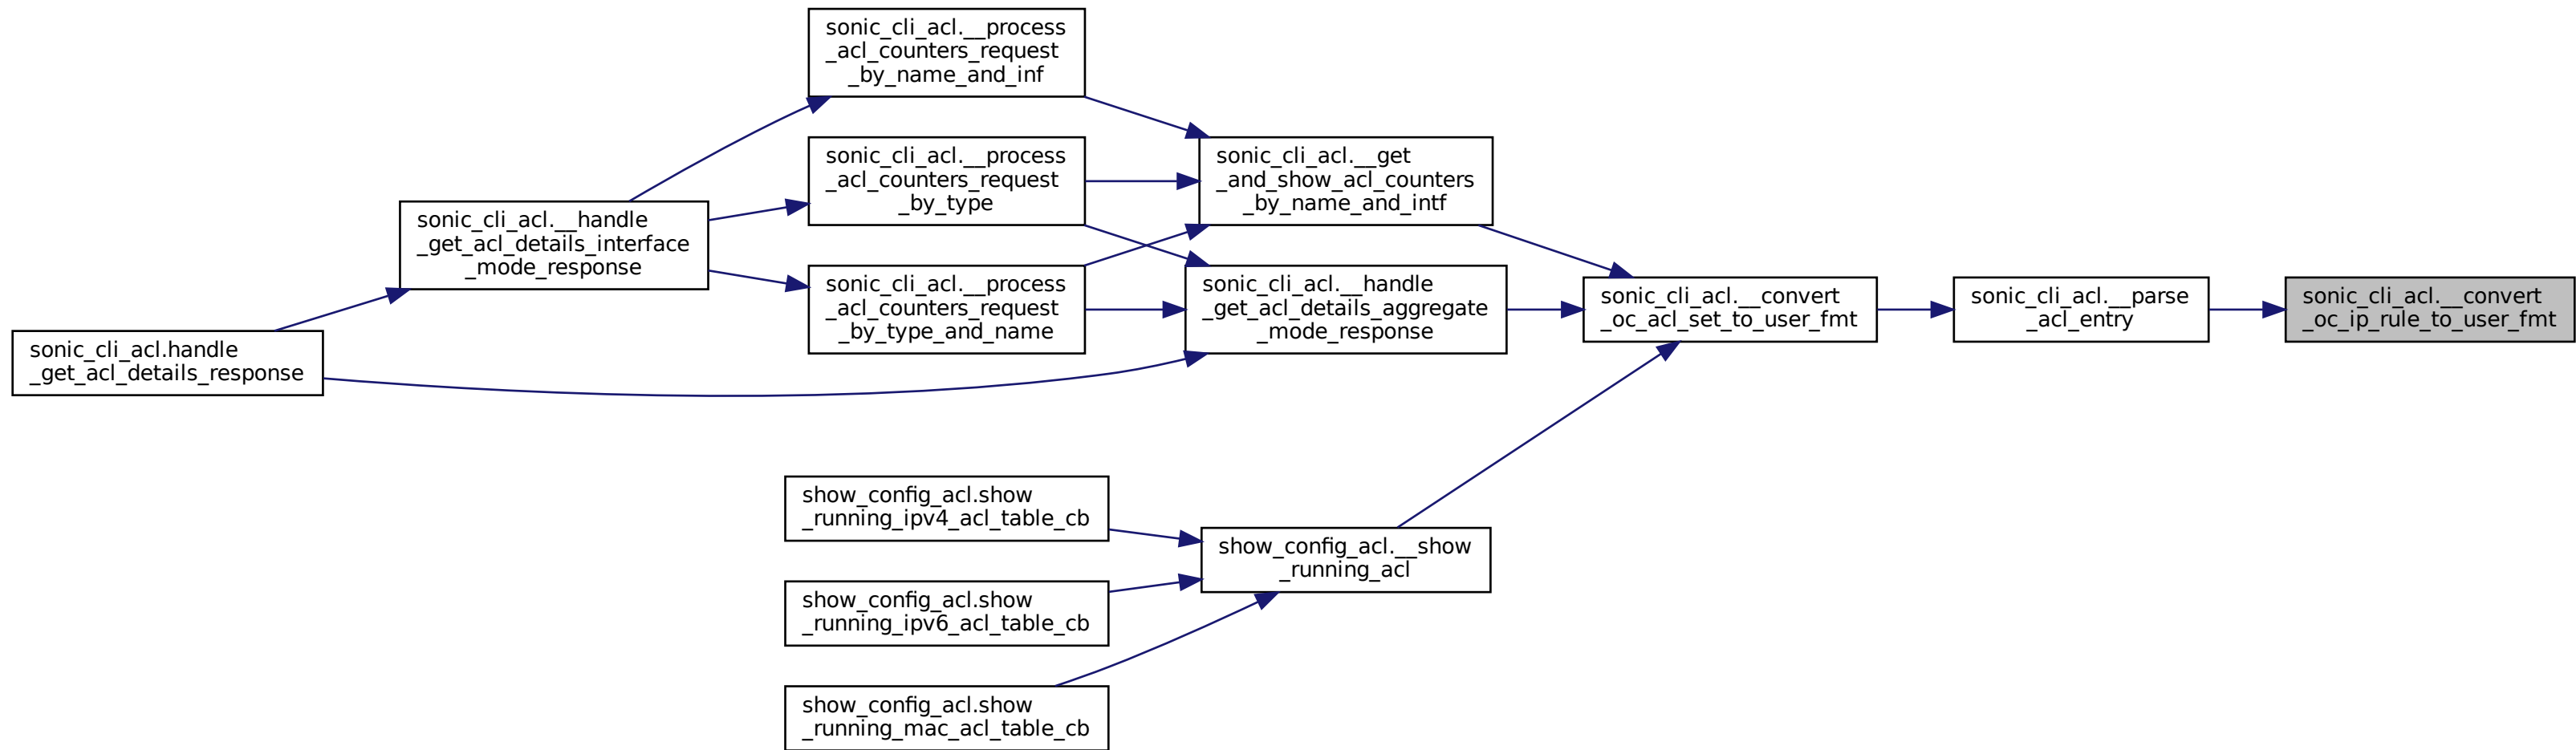 sonic_cli_acl.__process
_acl_counters_request
_by_name_and_inf
sonic_cli_acl.__process
_acl_counters_request
_by_type
sonic_cli_acl.__get
_and_show_acl_counters
_by_name_and_intf
sonic_cli_acl.__handle
_get_acl_details_interface
_mode_response
sonic_cli_acl.__process
_acl_counters_request
_by_type_and_name
sonic_cli_acl.__handle
_get_acl_details_aggregate
_mode_response
sonic_cli_acl.__convert
_oc_acl_set_to_user_fmt
sonic_cli_acl.__parse
_acl_entry
sonic_cli_acl.__convert
_oc_ip_rule_to_user_fmt
sonic_cli_acl.handle
_get_acl_details_response
show_config_acl.show
_running_ipv4_acl_table_cb
show_config_acl.__show
_running_acl
show_config_acl.show
_running_ipv6_acl_table_cb
show_config_acl.show
_running_mac_acl_table_cb